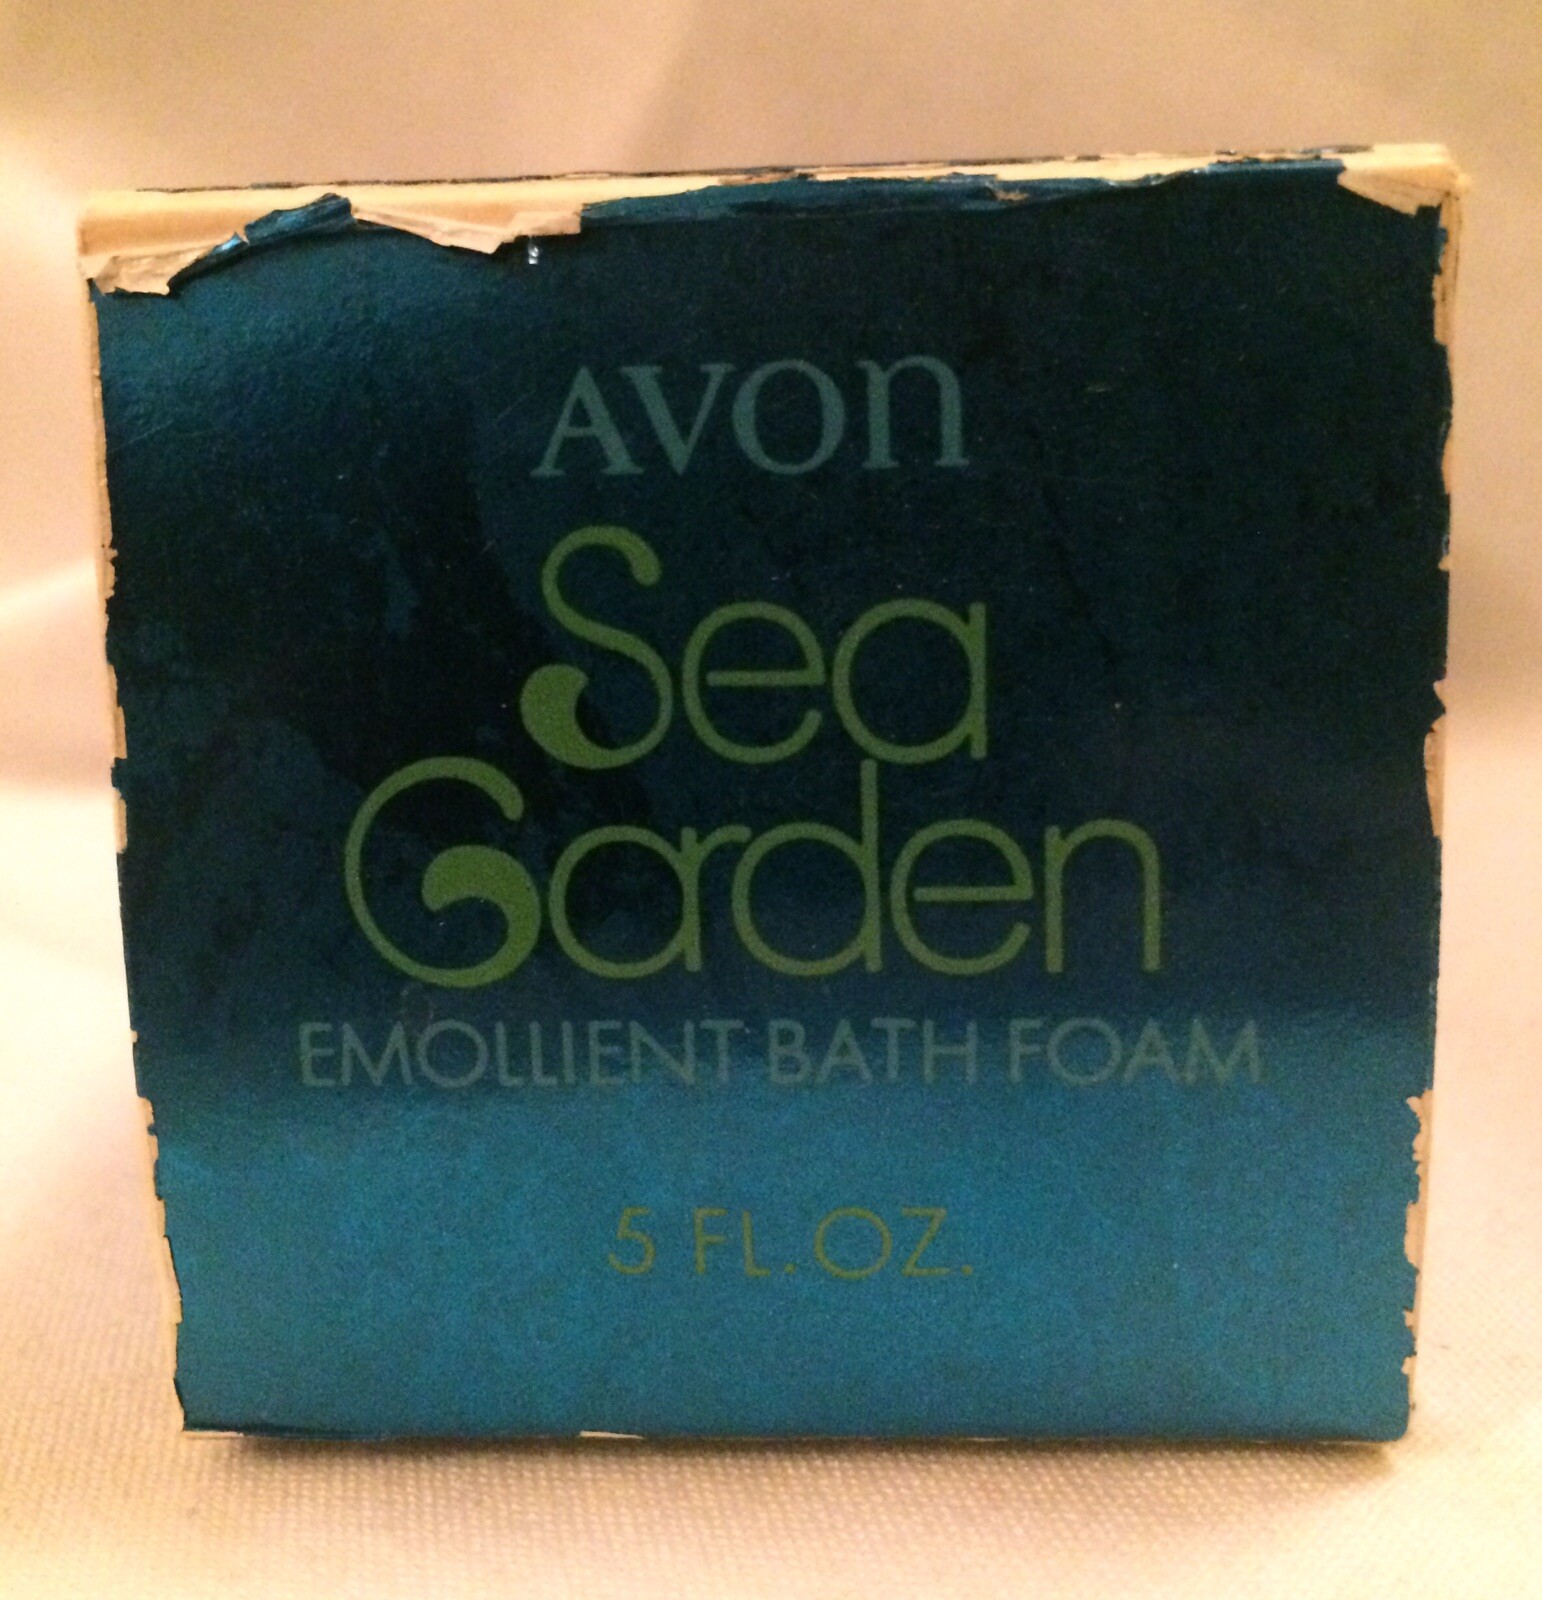 AVON
Sea
Garden
EMOLLIENT BATH FOAM
5 FL. OZ.